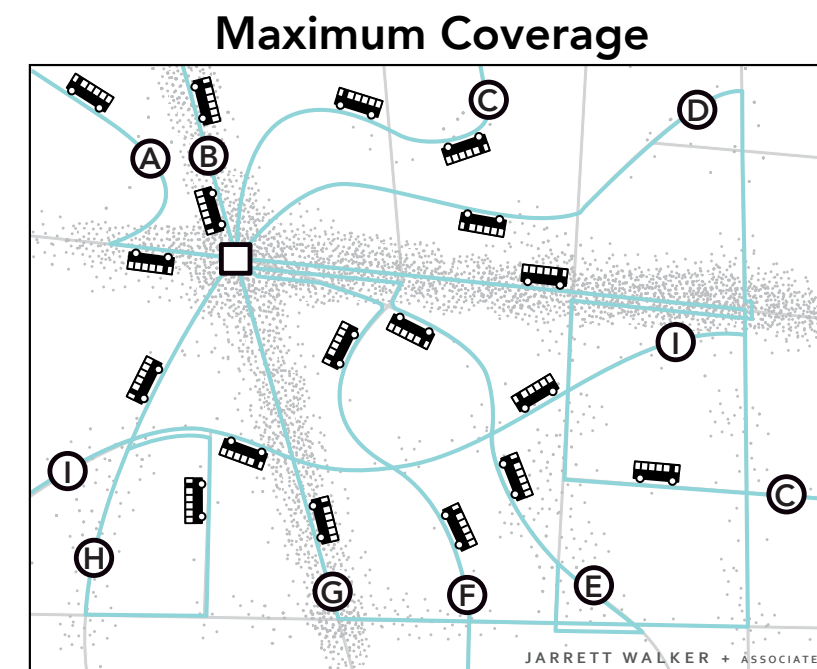 Maximum Coverage
C
D
A
B
I
I
C
H
G
F
E
JARRETT WALKER + ASSOCIATE